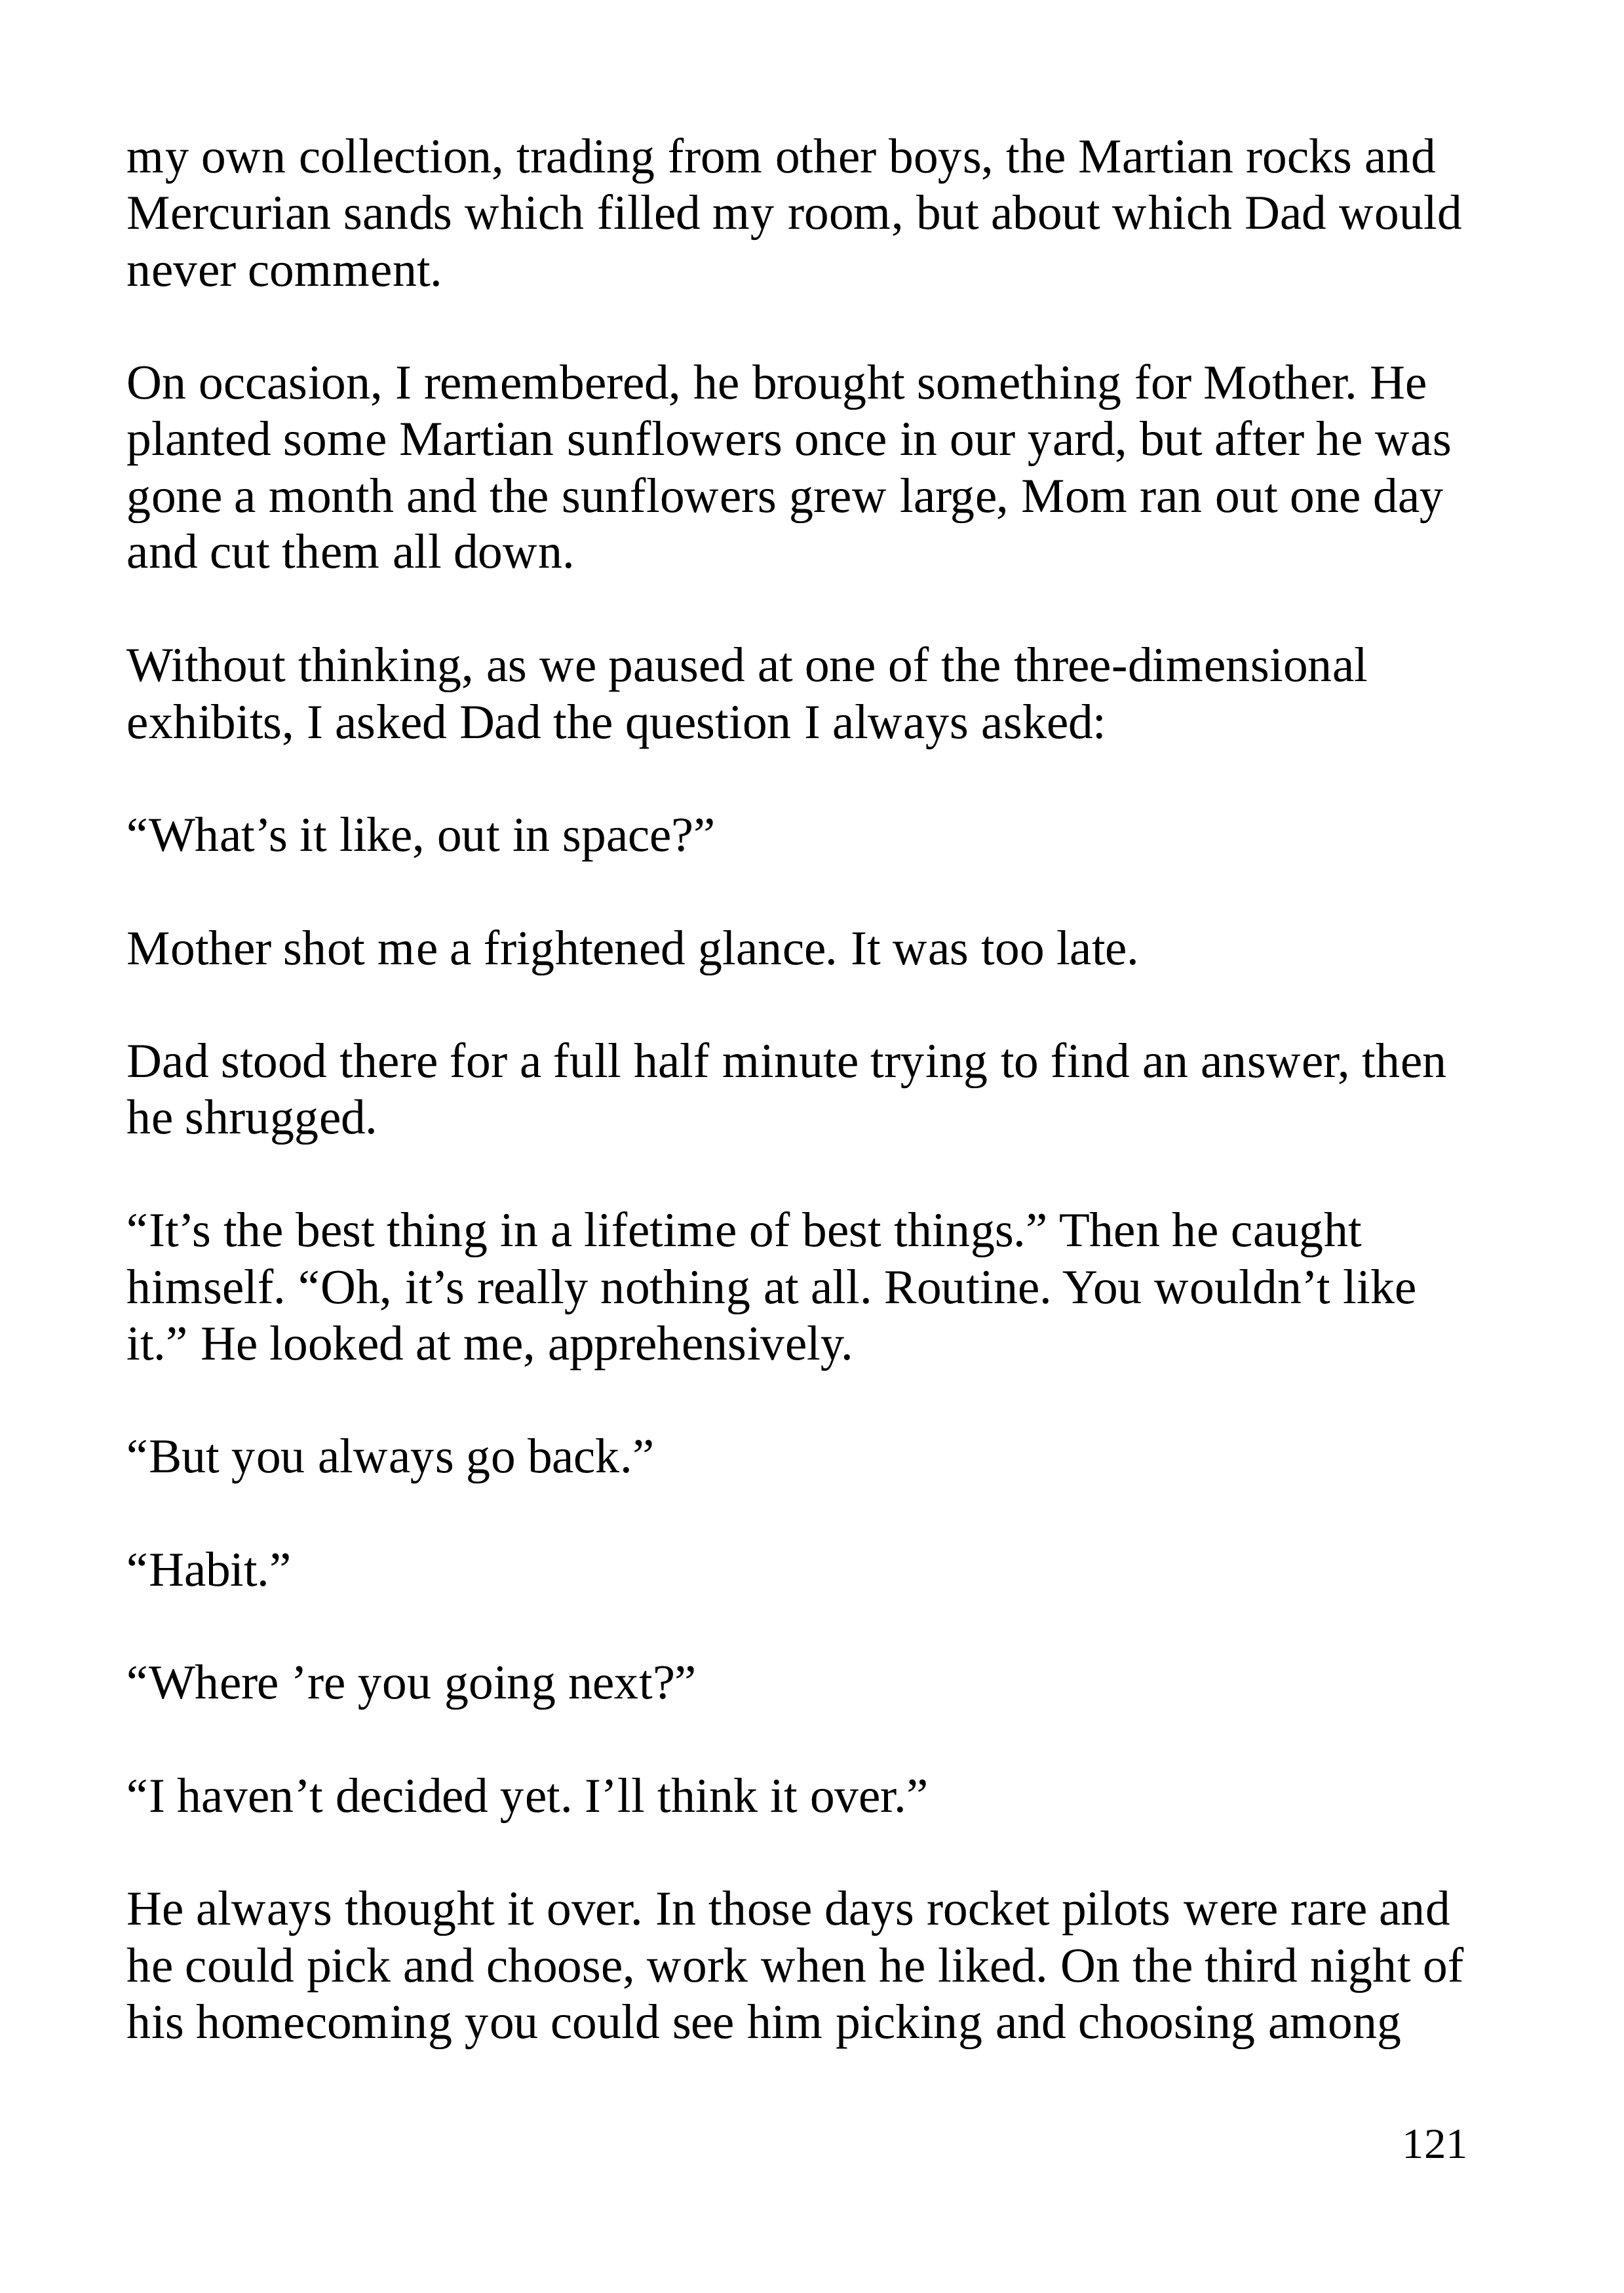 my own collection, trading from other boys, the Martian rocks and
Mercurian sands which filled my room, but about which Dad would
never comment.
On occasion, I remembered, he brought something for Mother. He
planted some Martian sunflowers once in our yard, but after he was
gone a month and the sunflowers grew large, Mom ran out one day
and cut them all down.
Without thinking, as we paused at one of the three-dimensional
exhibits, I asked Dad the question I always asked:
“What’s it like, out in space?”
Mother shot me a frightened glance. It was too late.
Dad stood there for a full half minute trying to find an answer, then
he shrugged.
“It’s the best thing in a lifetime of best things.” Then he caught
himself. “Oh, it’s really nothing at all. Routine. You wouldn’t like
it.” He looked at me, apprehensively.
“But you always go back.”
“Habit.”
“Where ’re you going next?”
“I haven’t decided yet. I’ll think it over.”
He always thought it over. In those days rocket pilots were rare and
he could pick and choose, work when he liked. On the third night of
his homecoming you could see him picking and choosing among
121